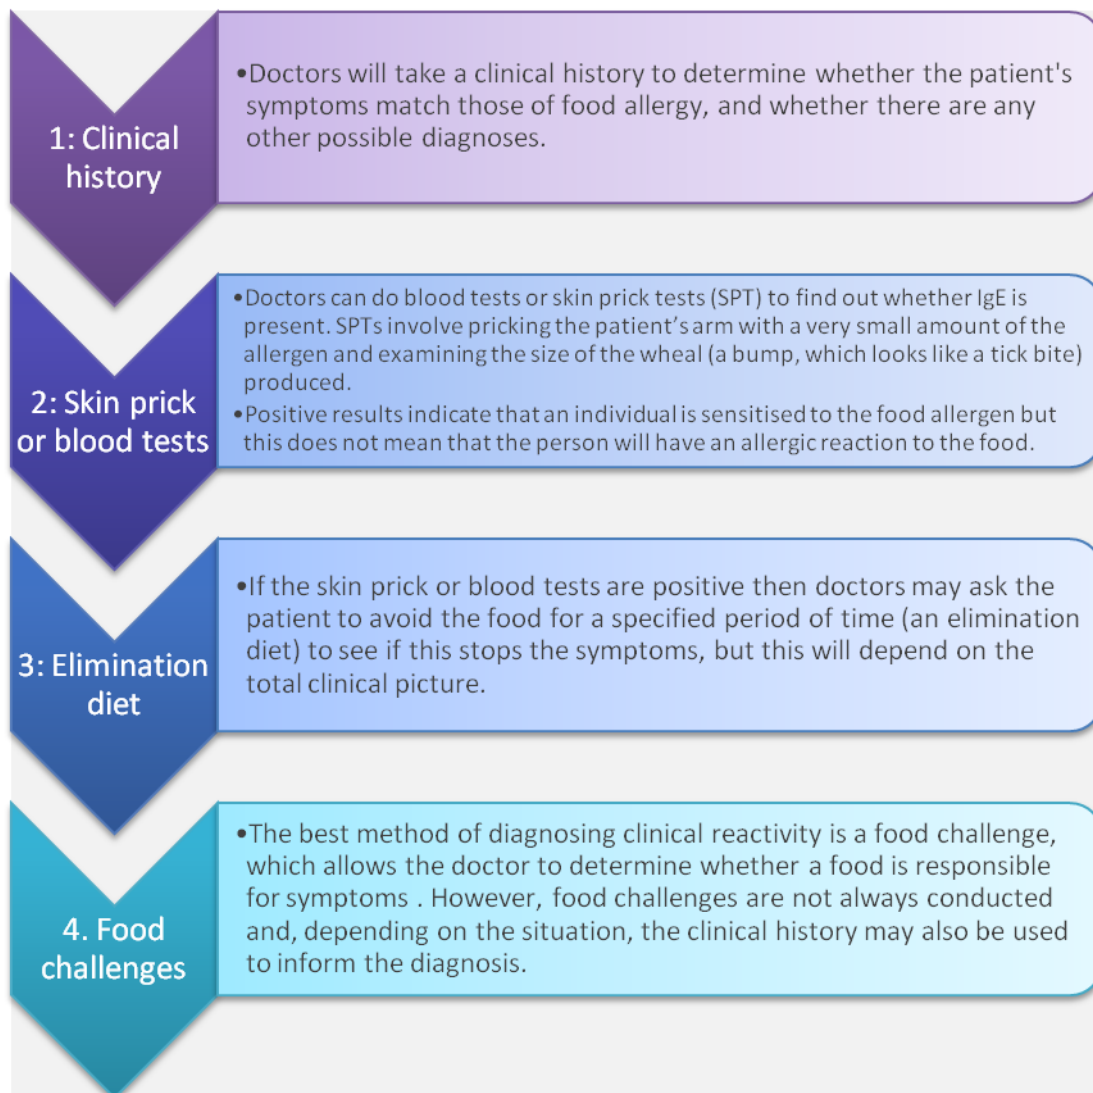 1: Clinical
history
•Doctors will take a clinical history to determine whether the patient's
symptoms match those of food allergy, and whether there are any
other possible diagnoses.
2: Skin prick
or blood tests
•Doctors can do blood tests or skin prick tests (SPT) to find out whether IgE is
present. SPTs involve pricking the patient’s arm with a very small amount of the
allergen and examining the size of the wheal (a bump, which looks like a tick bite)
produced.
•Positive results indicate that an individual is sensitised to the food allergen but
this does not mean that the person will have an allergic reaction to the food.
3: Elimination
diet
•If the skin prick or blood tests are positive then doctors may ask the
patient to avoid the food for a specified period of time (an elimination
diet) to see if this stops the symptoms, but this will depend on the
total clinical picture.
4. Food
challenges
•The best method of diagnosing clinical reactivity is a food challenge,
which allows the doctor to determine whether a food is responsible
for symptoms . However, food challenges are not always conducted
and, depending on the situation, the clinical history may also be used
to inform the diagnosis.